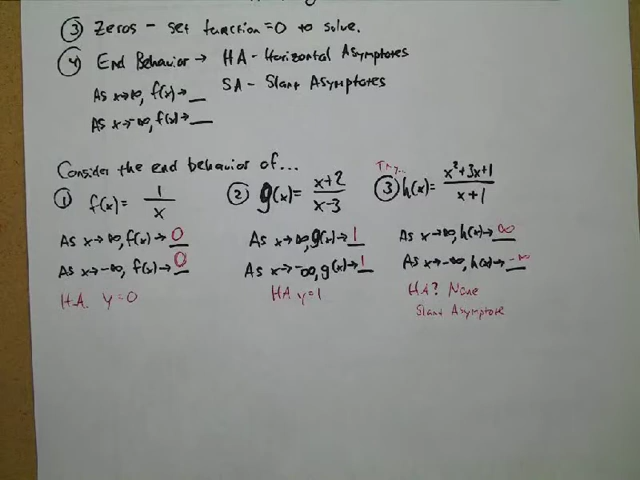 ③ Zeros - set function = 0 to solve.
④ End Behavior → HA - Horizontal Asymptotes
As x→∞, f(x)→__ SA - Slant Asymptotes
As x→-∞, f(x)→__
Consider the end behavior of...
Try...
① f(x) = 1/x ② g(x) = (x+2)/(x-3) ③ h(x) = (x²+3x+1)/(x+1)
As x→∞, f(x)→ 0 As x→∞, g(x)→ 1 As x→∞, h(x)→ ∞
As x→-∞, f(x)→ 0 As x→-∞, g(x)→ 1 As x→-∞, h(x)→ -∞
HA. y=0 HA y=1 HA? None
Slant Asymptote